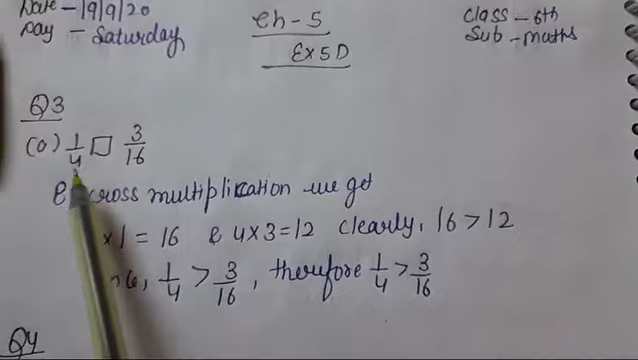 Date - 19/9/20
Day - Saturday
Ch - 5
Ex 5D
Class - 6th
Sub - maths
Q3
(a) 1/4 □ 3/16
cross multiplication we get
×1 = 16 & 4×3=12 clearly, 16 > 12
1/4 > 3/16, therefore 1/4 > 3/16
Q4